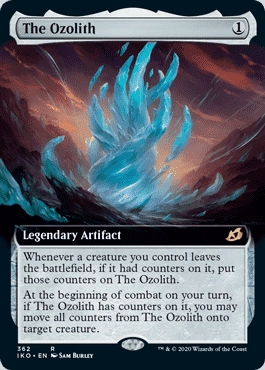 The Ozolith 1
Legendary Artifact
Whenever a creature you control leaves
the battlefield, if it had counters on it, put
those counters on The Ozolith.
At the beginning of combat on your turn,
if The Ozolith has counters on it, you may
move all counters from The Ozolith onto
target creature.
362 R
IKO • EN SAM BURLEY ™ & © 2020 Wizards of the Coast